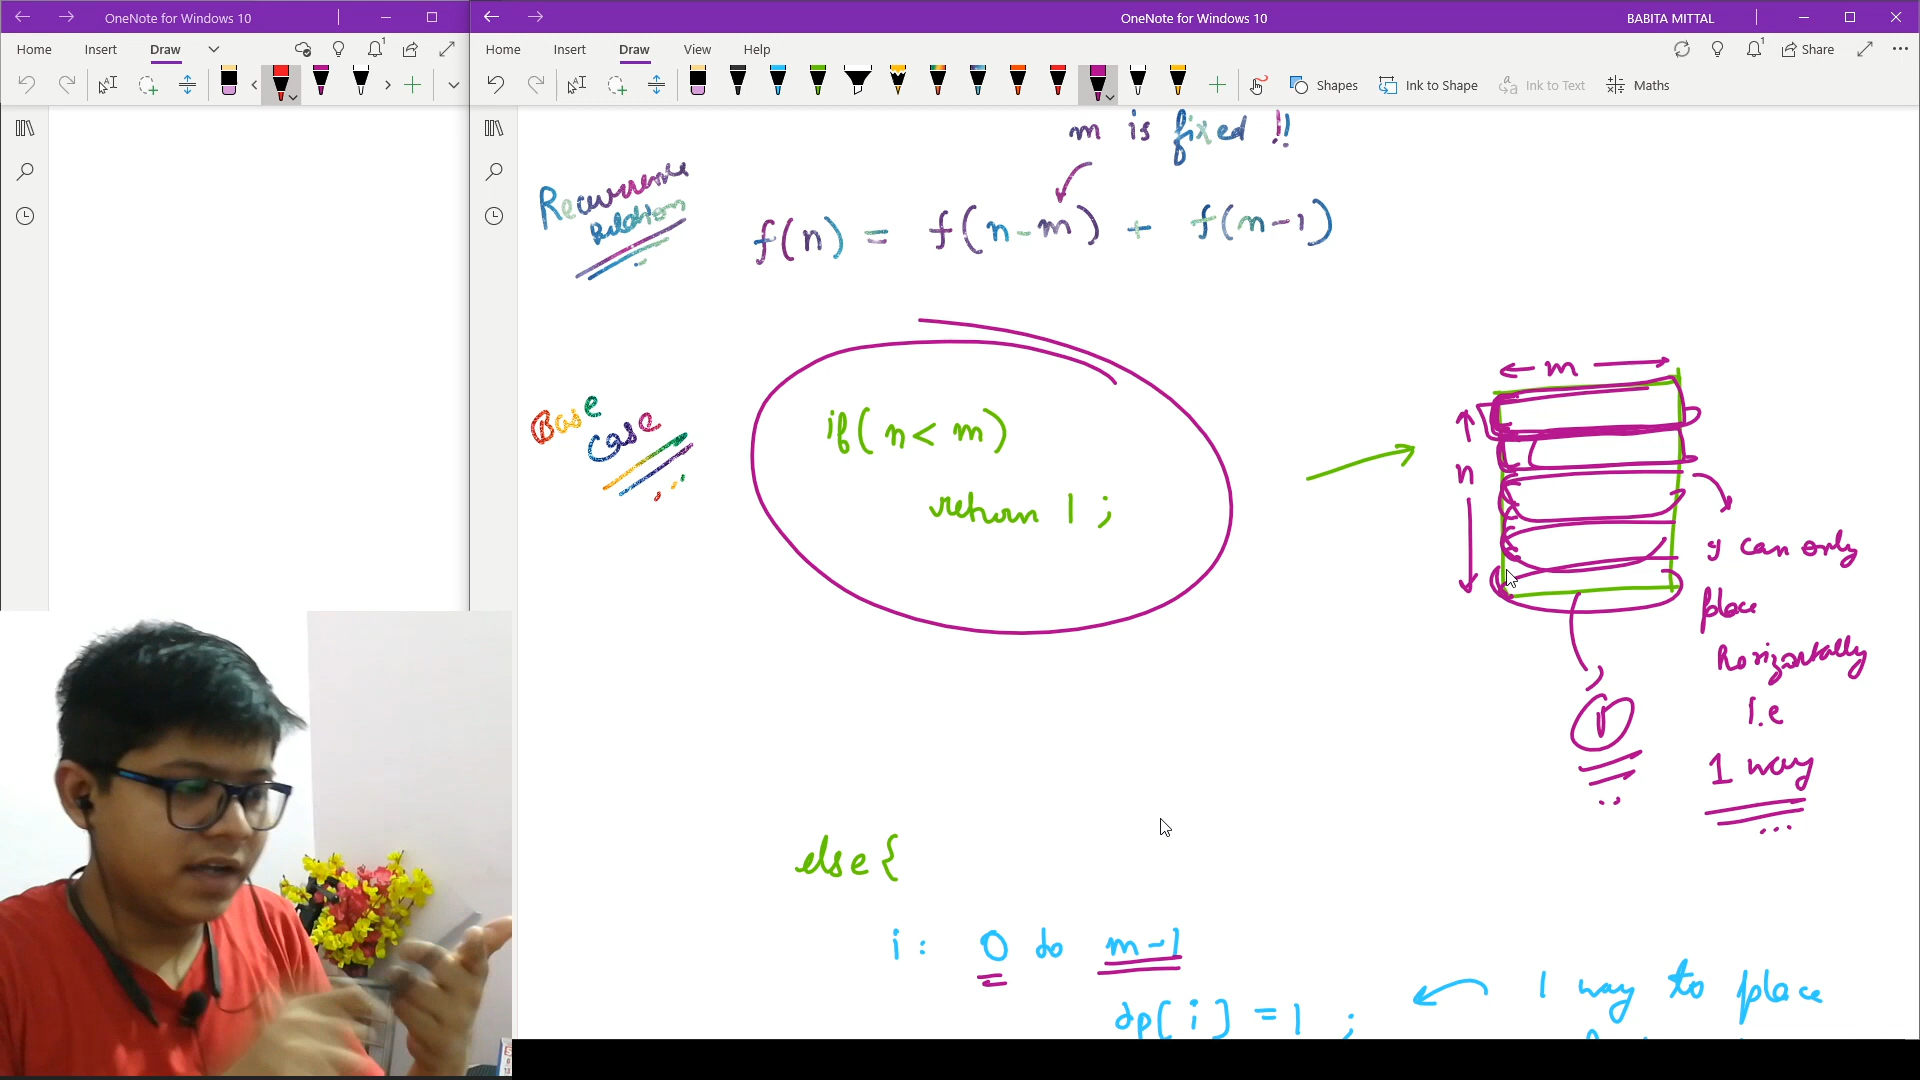 OneNote for Windows 10
OneNote for Windows 10
BABITA MITTAL
Home Insert Draw
Home Insert Draw View Help
Share
Shapes Ink to Shape Ink to Text Maths
m is fixed !!
Recurrence
Relation
f(n) = f(n-m) + f(n-1)
m
Base
Case
if(n < m)
return 1 ;
n
I can only
place
horizontally
I.e
1 way
1
else {
i : 0 to m-1
dp[i] = 1 ;
1 way to place